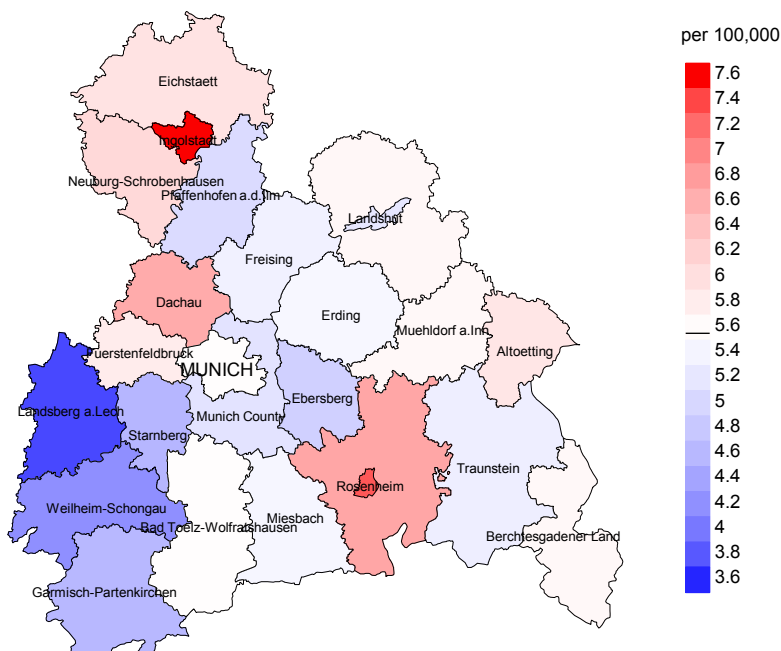 per 100,000
7.6
7.4
7.2
7
6.8
6.6
6.4
6.2
6
5.8
5.6
5.4
5.2
5
4.8
4.6
4.4
4.2
4
3.8
3.6
Eichstaett
Ingolstadt
Neuburg-Schrobenhausen
Pfaffenhofen a.d.Ilm
Landshut
Freising
Dachau
Erding
Muehldorf a.Inn
Altoetting
Fuerstenfeldbruck
MUNICH
Ebersberg
Landsberg a.Lech
Munich County
Starnberg
Traunstein
Rosenheim
Weilheim-Schongau
Miesbach
Bad Toelz-Wolfratshausen
Berchtesgadener Land
Garmisch-Partenkirchen